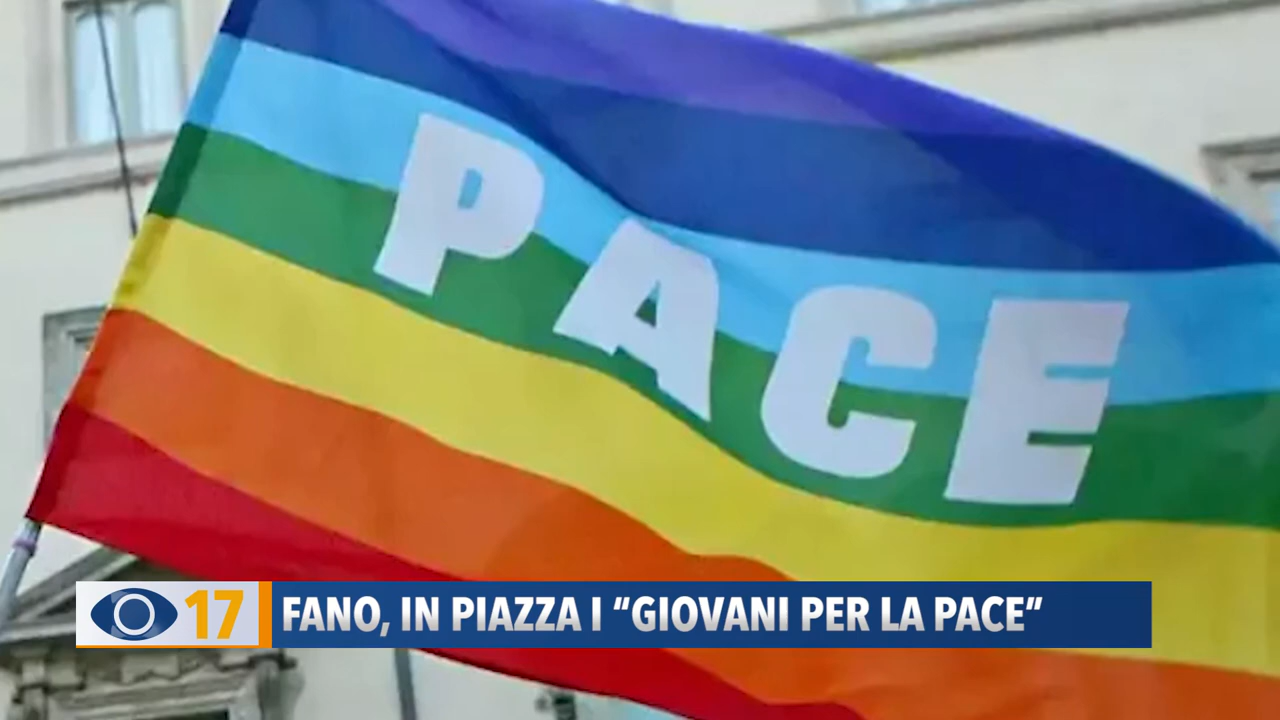 PACE
17 FANO, IN PIAZZA I “GIOVANI PER LA PACE”